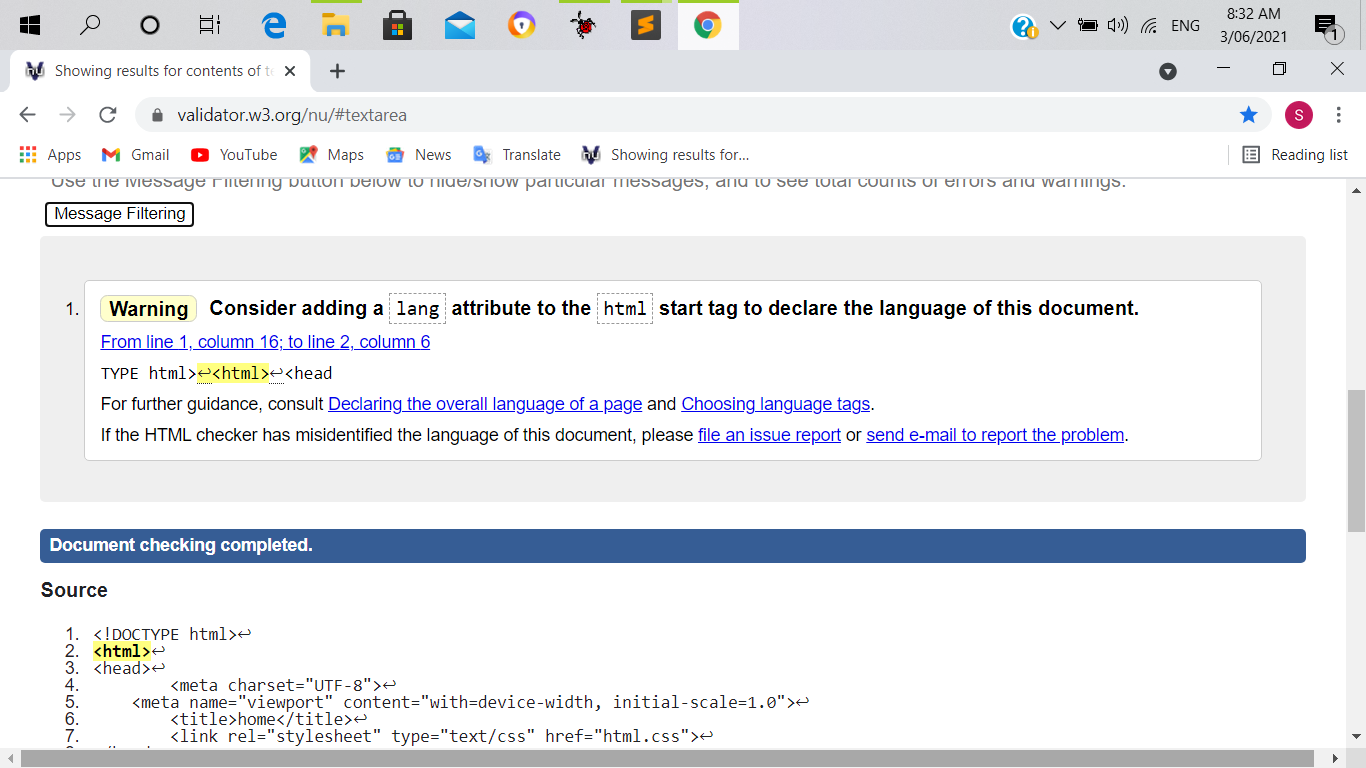 ENG
8:32 AM
3/06/2021
1
Showing results for contents of te
validator.w3.org/nu/#textarea
S
Apps
Gmail
YouTube
Maps
News
Translate
Showing results for...
Reading list
Use the Message Filtering button below to hide/show particular messages, and to see total counts of errors and warnings.
Message Filtering
1. Warning Consider adding a lang attribute to the html start tag to declare the language of this document.
From line 1, column 16; to line 2, column 6
TYPE html>↩<html>↩<head
For further guidance, consult Declaring the overall language of a page and Choosing language tags.
If the HTML checker has misidentified the language of this document, please file an issue report or send e-mail to report the problem.
Document checking completed.
Source
1. <!DOCTYPE html>↩
2. <html>↩
3. <head>↩
4. <meta charset="UTF-8">↩
5. <meta name="viewport" content="with=device-width, initial-scale=1.0">↩
6. <title>home</title>↩
7. <link rel="stylesheet" type="text/css" href="html.css">↩